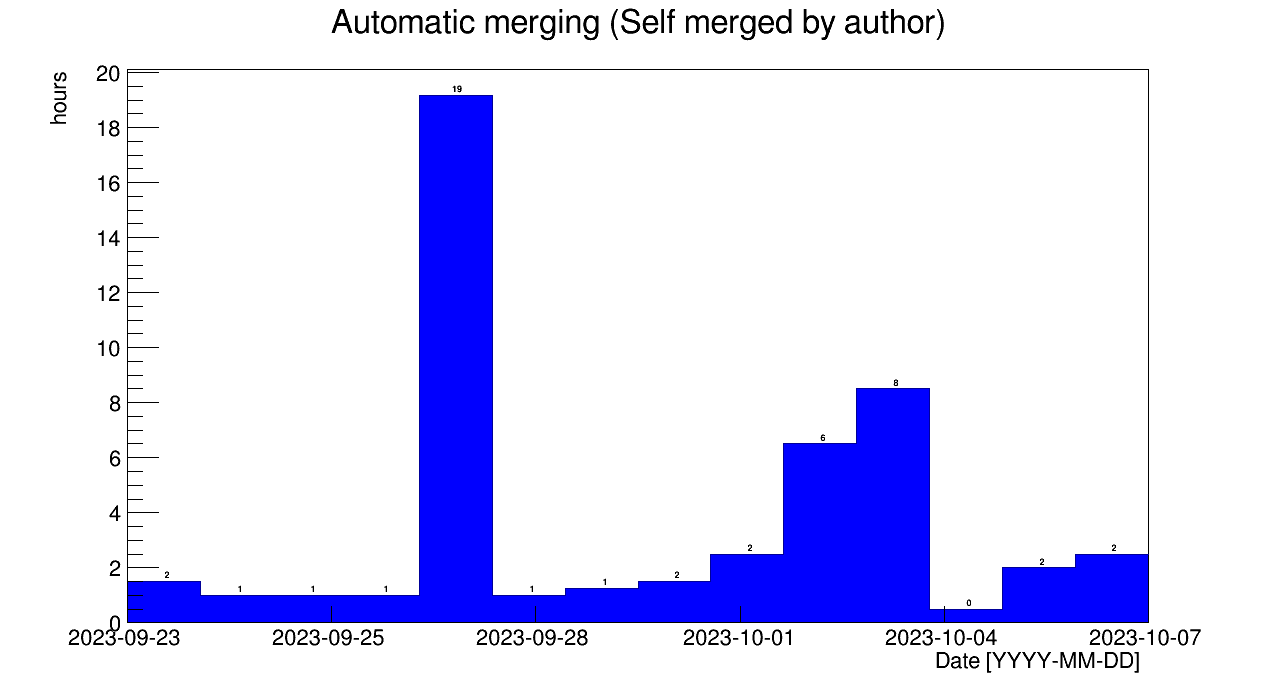 Automatic merging (Self merged by author)
hours
20
18
16
14
12
10
8
6
4
2
0
2 1 1 1 19 1 1 2 2 6 8 0 2 2
2023-09-23 2023-09-25 2023-09-28 2023-10-01 2023-10-04 2023-10-07
Date [YYYY-MM-DD]